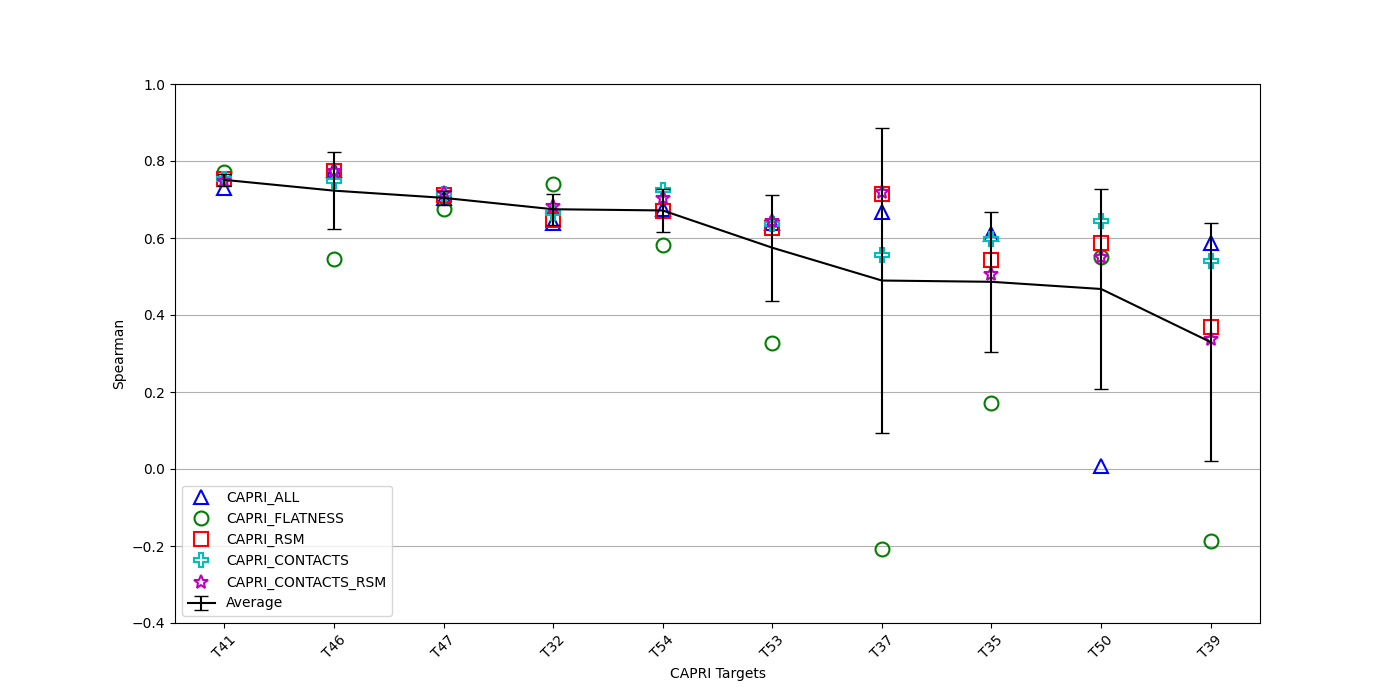 1.0
0.8
0.6
0.4
0.2
0.0
−0.2
−0.4
Spearman
CAPRI_ALL
CAPRI_FLATNESS
CAPRI_RSM
CAPRI_CONTACTS
CAPRI_CONTACTS_RSM
Average
T41
T46
T47
T32
T54
T53
T37
T35
T50
T39
CAPRI Targets